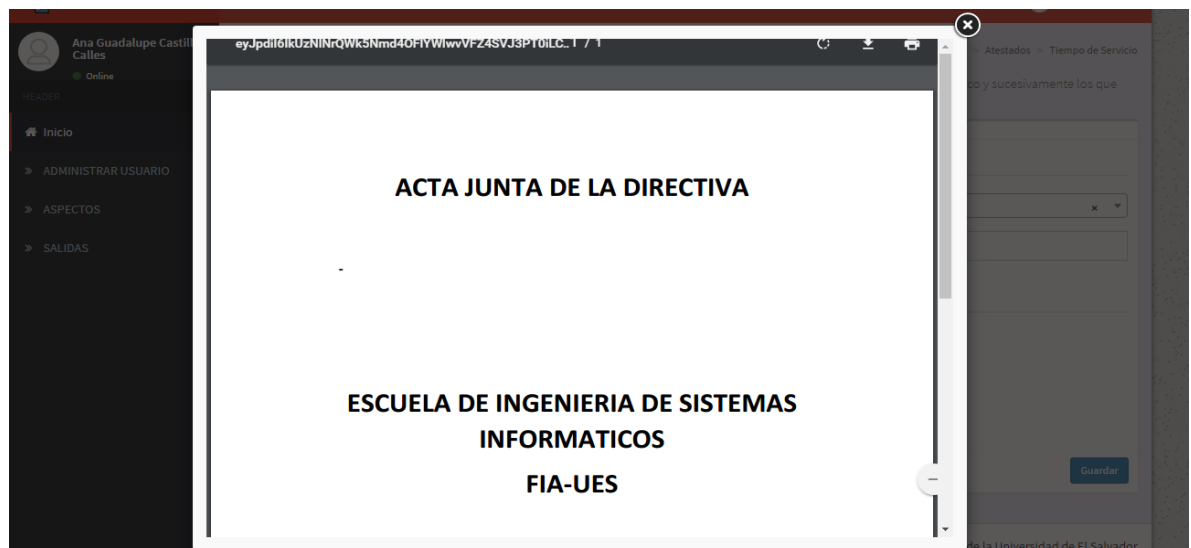 Ana Guadalupe Castill
Calles
Online
HEADER
Inicio
ADMINISTRAR USUARIO
ASPECTOS
SALIDAS
1 / 1
ACTA JUNTA DE LA DIRECTIVA
-
ESCUELA DE INGENIERIA DE SISTEMAS
INFORMATICOS
FIA-UES
> Atestados > Tiempo de Servicio
co y sucesivamente los que
Guardar
de la Universidad de El Salvador